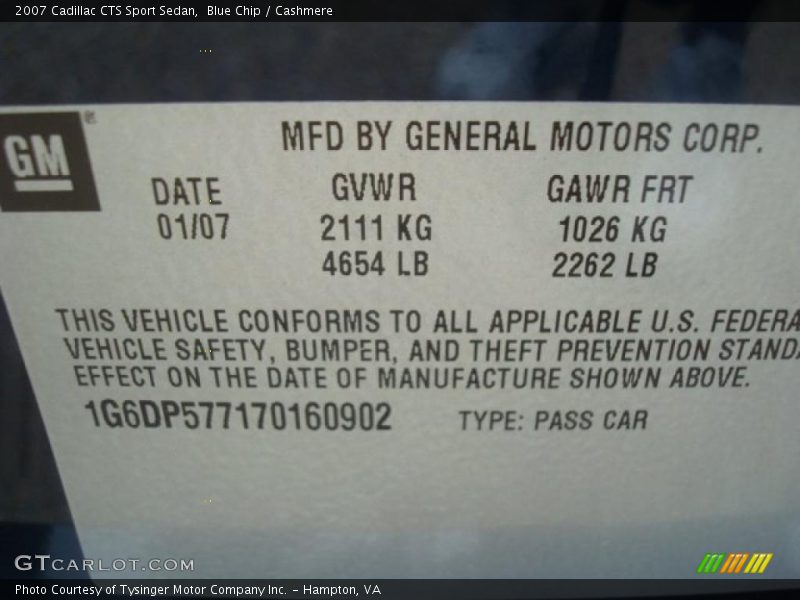 2007 Cadillac CTS Sport Sedan, Blue Chip / Cashmere
GM
MFD BY GENERAL MOTORS CORP.
DATE GVWR GAWR FRT
01/07 2111 KG 1026 KG
4654 LB 2262 LB
THIS VEHICLE CONFORMS TO ALL APPLICABLE U.S. FEDERA
VEHICLE SAFETY, BUMPER, AND THEFT PREVENTION STANDA
EFFECT ON THE DATE OF MANUFACTURE SHOWN ABOVE.
1G6DP577170160902 TYPE: PASS CAR
GTCARLOT.COM
Photo Courtesy of Tysinger Motor Company Inc. - Hampton, VA